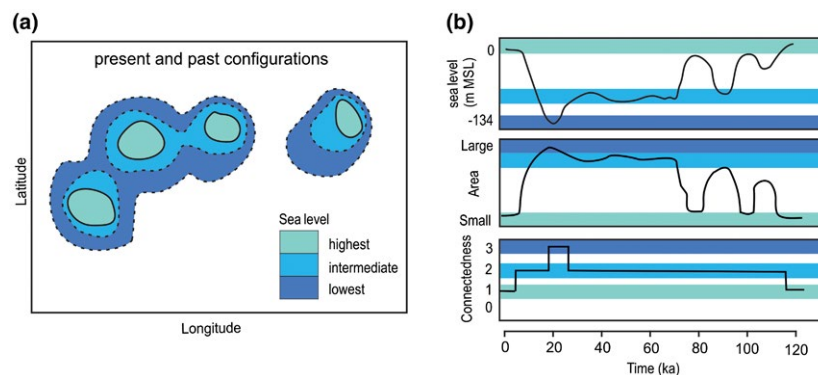 (a)
present and past configurations
Latitude
Sea level
highest
intermediate
lowest
Longitude
(b)
sea level
(m MSL)
0
-134
Area
Large
Small
Connectedness
3
2
1
0
0 20 40 60 80 100 120
Time (ka)